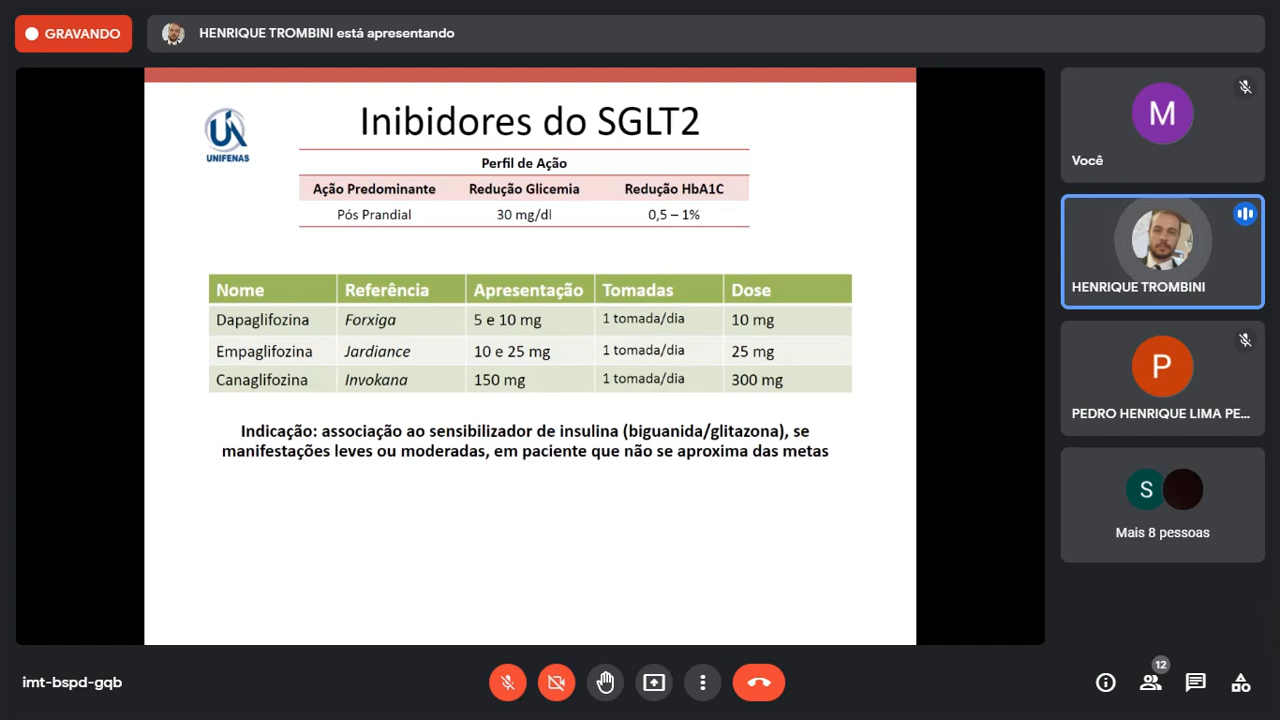 GRAVANDO
HENRIQUE TROMBINI está apresentando
UNIFENAS
Inibidores do SGLT2
Perfil de Ação
Ação Predominante Redução Glicemia Redução HbA1C
Pós Prandial 30 mg/dl 0,5 – 1%
Nome Referência Apresentação Tomadas Dose
Dapaglifozina Forxiga 5 e 10 mg 1 tomada/dia 10 mg
Empaglifozina Jardiance 10 e 25 mg 1 tomada/dia 25 mg
Canaglifozina Invokana 150 mg 1 tomada/dia 300 mg
Indicação: associação ao sensibilizador de insulina (biguanida/glitazona), se
manifestações leves ou moderadas, em paciente que não se aproxima das metas
M
Você
HENRIQUE TROMBINI
P
PEDRO HENRIQUE LIMA PE...
S
Mais 8 pessoas
imt-bspd-gqb
12